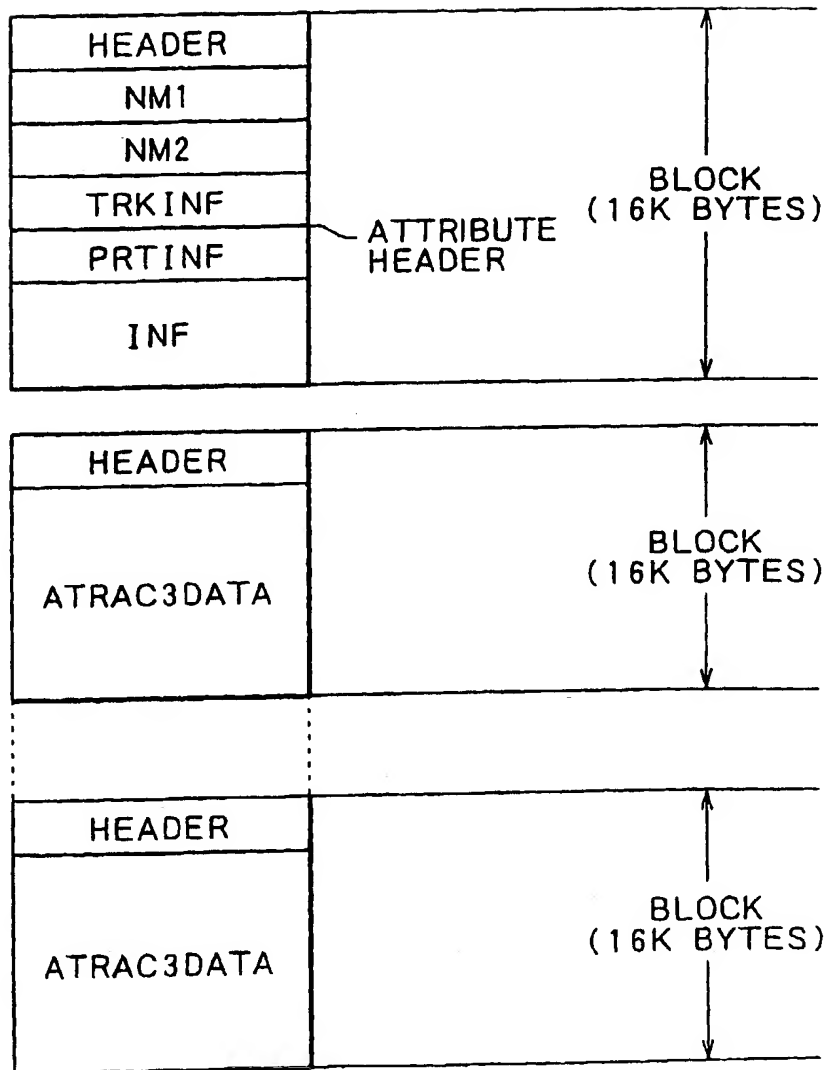 HEADER
NM1
NM2
TRKINF
PRTINF
INF
ATTRIBUTE
HEADER
BLOCK
(16K BYTES)
HEADER
ATRAC3DATA
BLOCK
(16K BYTES)
HEADER
ATRAC3DATA
BLOCK
(16K BYTES)